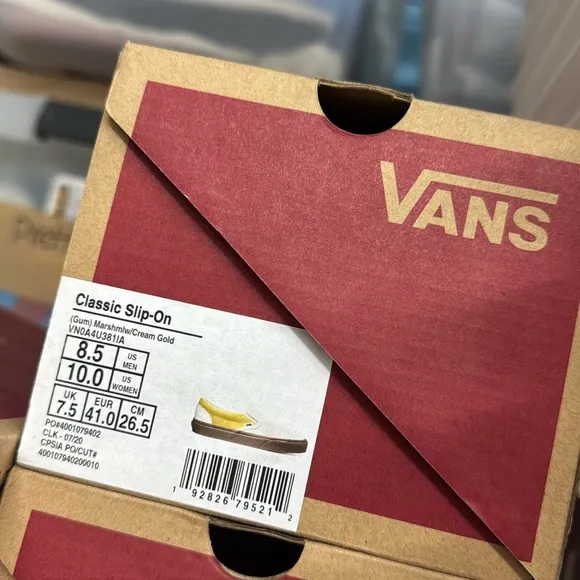 VANS
Classic Slip-On
(Gum) Marshmlw/Cream Gold
VN0A4U381IA
8.5 US MEN
10.0 US WOMEN
UK EUR CM
7.5 41.0 26.5
PO#4001079402
CLK - 07/20
CPSIA PO/CUT#
400107940200010
1 92826 79521 2